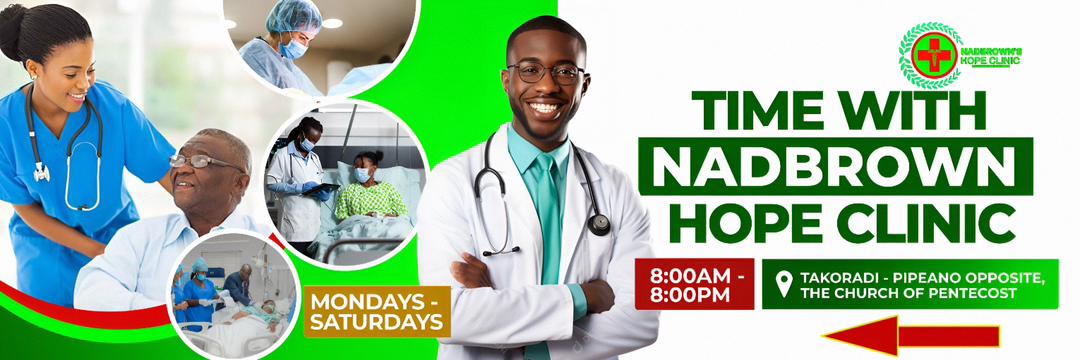 NADBROWN'S
HOPE CLINIC
TIME WITH
NADBROWN
HOPE CLINIC
8:00AM -
8:00PM
TAKORADI - PIPEANO OPPOSITE,
THE CHURCH OF PENTECOST
MONDAYS -
SATURDAYS